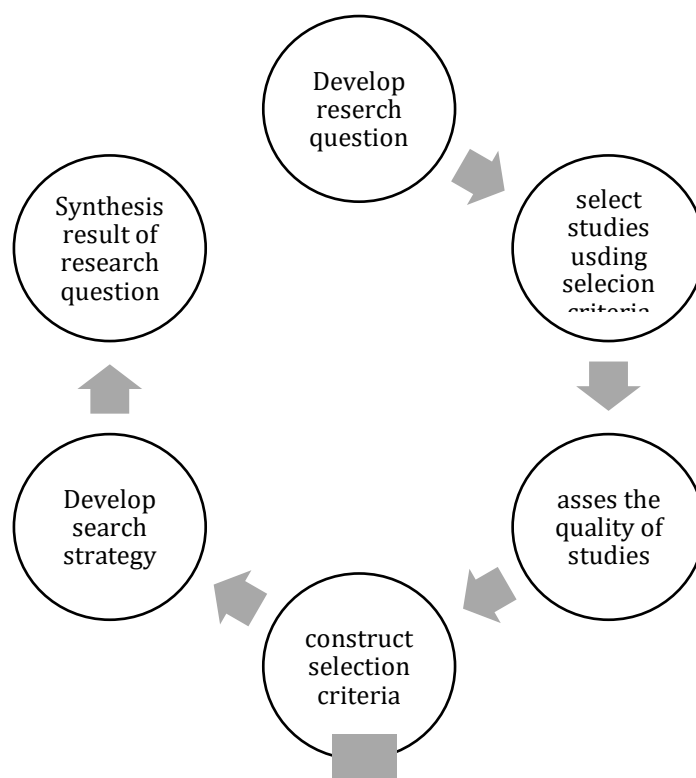 Develop
reserch
question
select
studies
usding
selecion
criteria
asses the
quality of
studies
construct
selection
criteria
Develop
search
strategy
Synthesis
result of
research
question